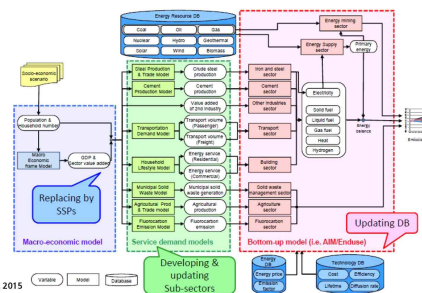 Energy Resource DB
Coal
Oil
Gas
Nuclear
Hydro
Geothermal
Solar
Wind
Biomass
Energy mining
sector
Energy Supply
sector
Primary
energy
Socio-economic
scenario
Steel Production
& Trade Model
Crude steel
production
Iron and steel
sector
Cement
Production Model
Cement
production
Cement
sector
Electricity
Value added
of 2nd industry
Other industries
sector
Solid fuel
Population &
Household number
Transportation
Demand Model
Transport volume
(Passenger)
Transport volume
(Freight)
Transport
sector
Liquid fuel
Gas fuel
Heat
Hydrogen
Energy
service
Macro
Economic
frame Model
GDP &
Sector value added
Household
Lifestyle Model
Energy service
(Residential)
Energy service
(Commercial)
Building
sector
Replacing by
SSPs
Municipal Solid
Waste Model
Municipal solid
waste generation
Solid waste
management sector
Agricultural Prod
& Trade model
Agricultural
production
Agriculture
sector
Fluorocarbon
Emission Model
Fluorocarbon
emission
Fluorocarbon
sector
Updating DB
Macro-economic model
Service demand models
Bottom-up model (i.e. AIM/Enduse)
Developing &
updating
Sub-sectors
Energy
DB
Energy price
Emission
factor
Technology DB
Cost
Efficiency
Lifetime
Diffusion rate
2015
Variable
Model
Database